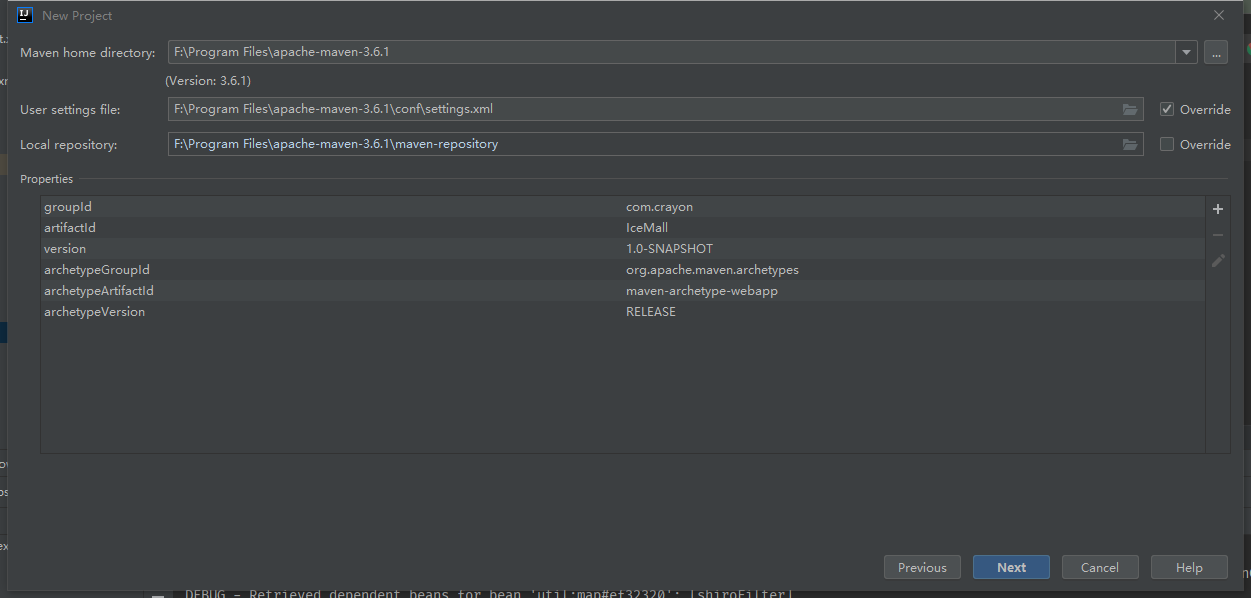 New Project
Maven home directory: F:\Program Files\apache-maven-3.6.1 ...
(Version: 3.6.1)
User settings file: F:\Program Files\apache-maven-3.6.1\conf\settings.xml Override
Local repository: F:\Program Files\apache-maven-3.6.1\maven-repository Override
Properties
groupId com.crayon
artifactId IceMall
version 1.0-SNAPSHOT
archetypeGroupId org.apache.maven.archetypes
archetypeArtifactId maven-archetype-webapp
archetypeVersion RELEASE
Previous Next Cancel Help
DEBUG - Retrieved dependent beans for bean 'util:map#ef32320': [shiroFilter]